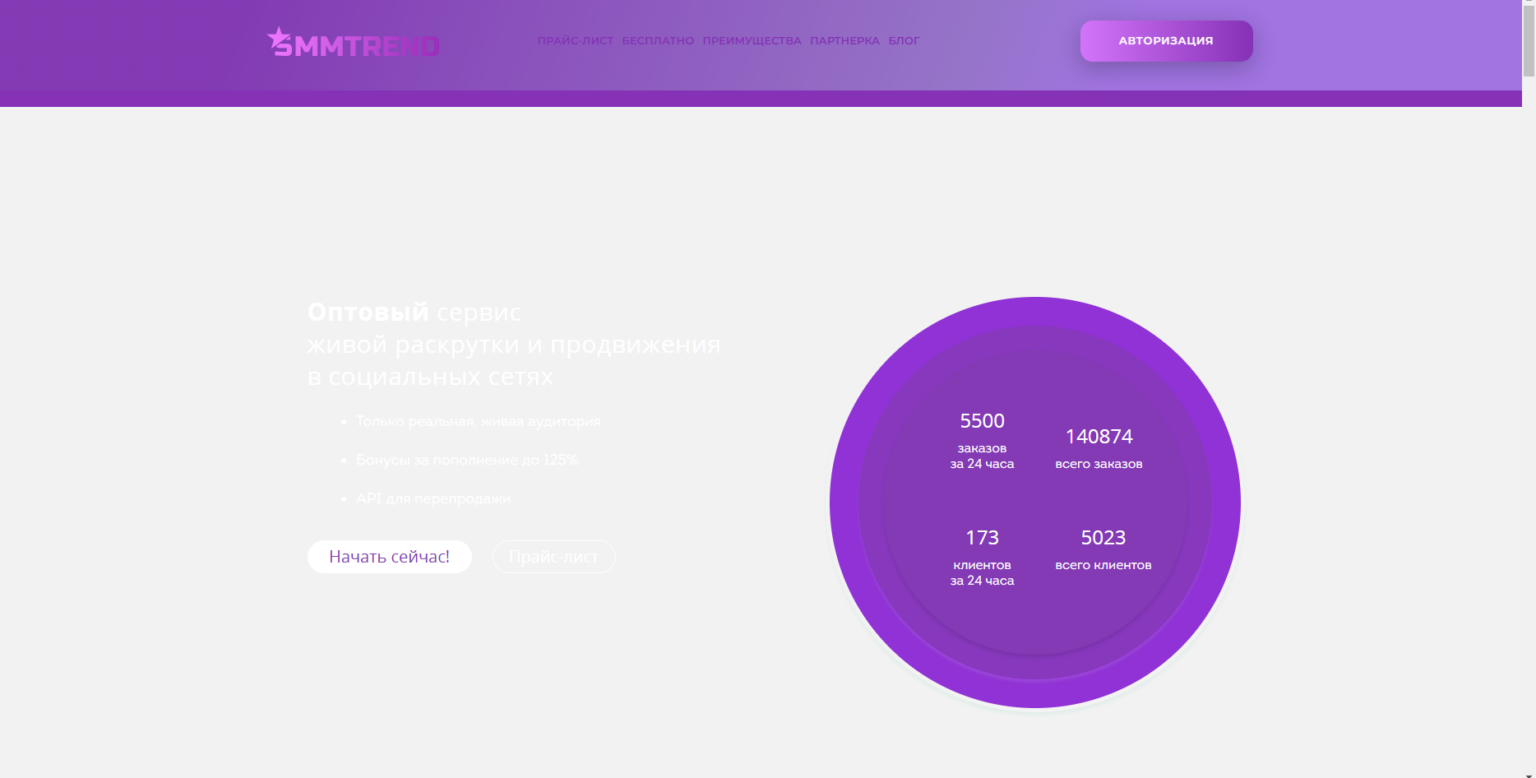 SMMTREND
ПРАЙС-ЛИСТ БЕСПЛАТНО ПРЕИМУЩЕСТВА ПАРТНЕРКА БЛОГ
АВТОРИЗАЦИЯ
Оптовый сервис
живой раскрутки и продвижения
в социальных сетях
• Только реальная, живая аудитория
• Бонусы за пополнение до 125%
• API для перепродажи
Начать сейчас!
Прайс-лист
5500
заказов
за 24 часа
140874
всего заказов
173
клиентов
за 24 часа
5023
всего клиентов